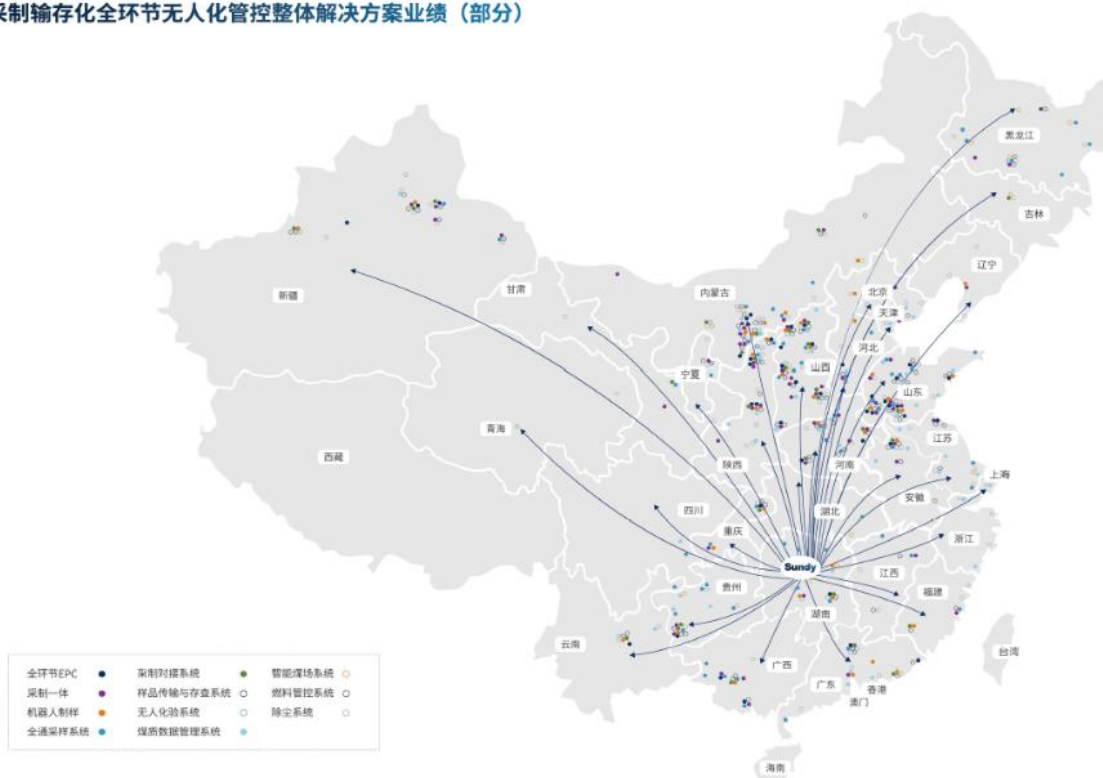 采制输存化全环节无人化管控整体解决方案业绩（部分）
黑龙江
吉林
辽宁
内蒙古
北京
天津
河北
新疆
甘肃
宁夏
山西
山东
青海
西藏
陕西
河南
江苏
上海
四川
重庆
湖北
安徽
浙江
Sundy
贵州
湖南
江西
福建
云南
广西
广东
香港
澳门
台湾
海南
全环节EPC 采制对接系统 智能煤场系统
采制一体 样品传输与存查系统 燃料管控系统
机器人制样 无人化验系统 除尘系统
全通采样系统 煤质数据管理系统